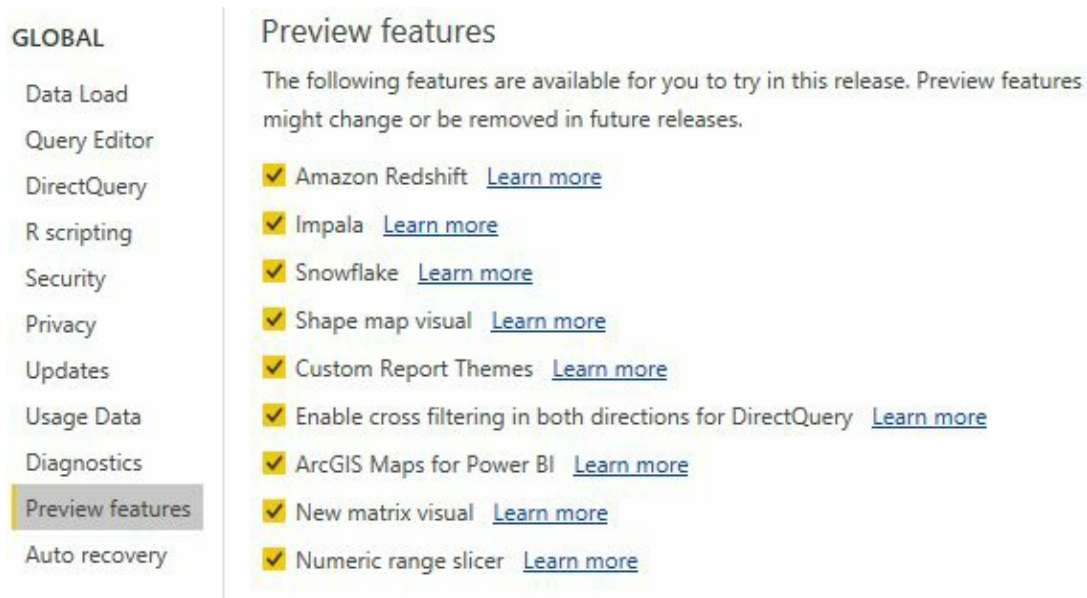 GLOBAL
Data Load
Query Editor
DirectQuery
R scripting
Security
Privacy
Updates
Usage Data
Diagnostics
Preview features
Auto recovery
Preview features
The following features are available for you to try in this release. Preview features
might change or be removed in future releases.
Amazon Redshift Learn more
Impala Learn more
Snowflake Learn more
Shape map visual Learn more
Custom Report Themes Learn more
Enable cross filtering in both directions for DirectQuery Learn more
ArcGIS Maps for Power BI Learn more
New matrix visual Learn more
Numeric range slicer Learn more